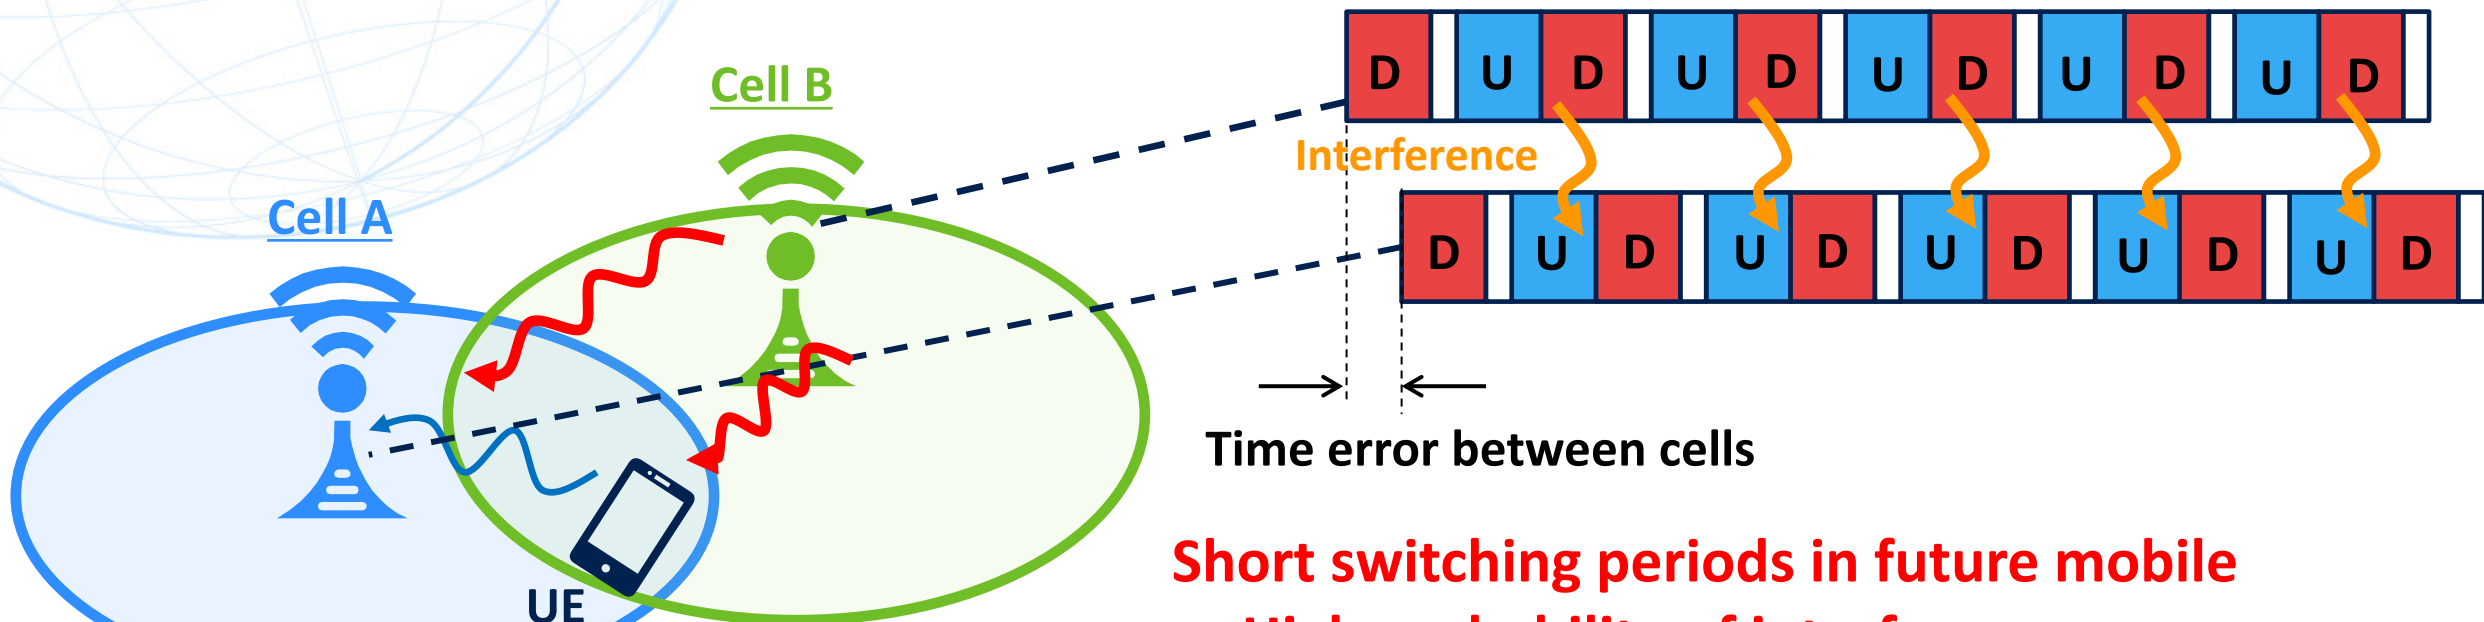 Cell B
Cell A
UE
D U D U D U D U D U D
Interference
D U D U D U D U D U D
Time error between cells
Short switching periods in future mobile